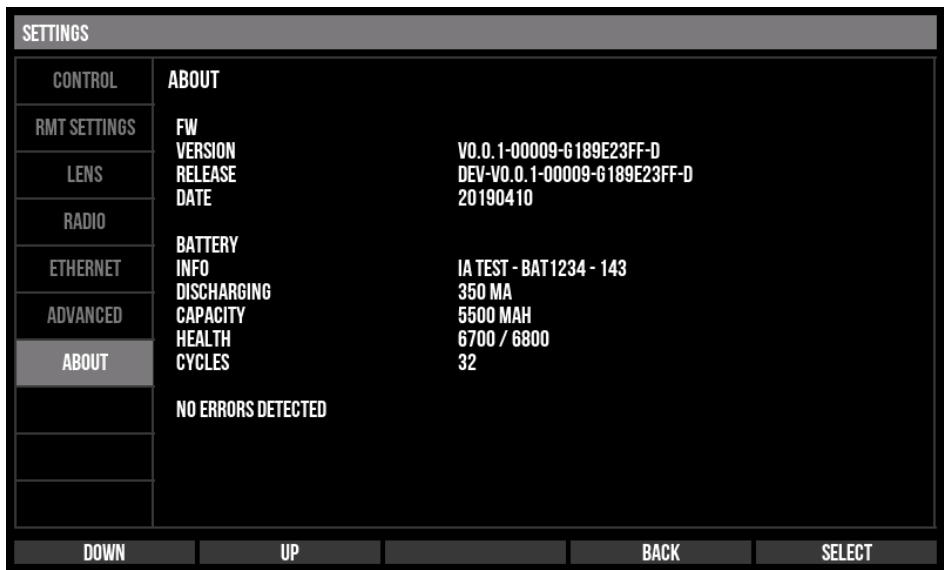 SETTINGS
CONTROL
RMT SETTINGS
LENS
RADIO
ETHERNET
ADVANCED
ABOUT
ABOUT
FW
VERSION V0.0.1-00009-G189E23FF-D
RELEASE DEV-V0.0.1-00009-G189E23FF-D
DATE 20190410
BATTERY
INFO IA TEST - BAT1234 - 143
DISCHARGING 350 MA
CAPACITY 5500 MAH
HEALTH 6700 / 6800
CYCLES 32
NO ERRORS DETECTED
DOWN UP BACK SELECT